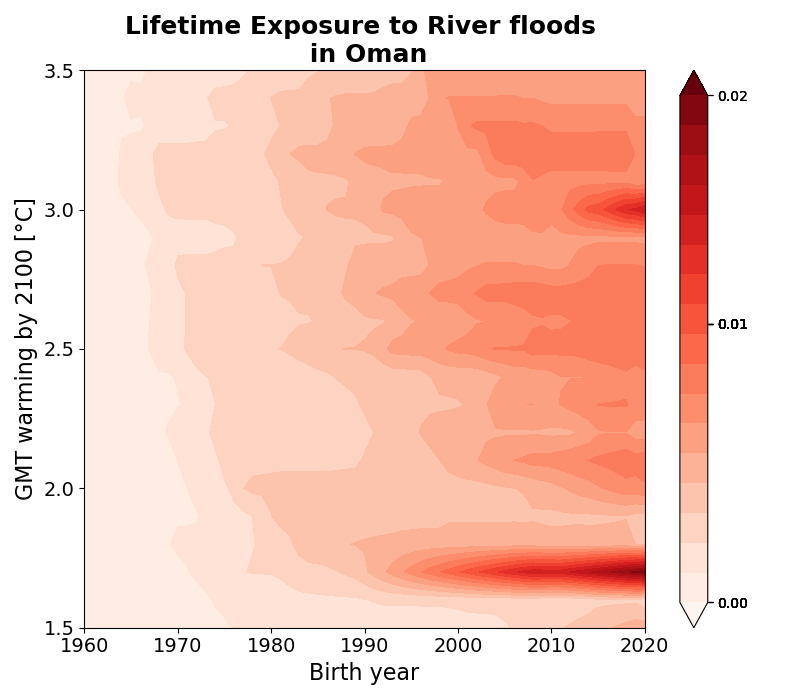 Lifetime Exposure to River floods
in Oman
GMT warming by 2100 [°C]
3.5
3.0
2.5
2.0
1.5
1960 1970 1980 1990 2000 2010 2020
Birth year
0.02
0.01
0.00